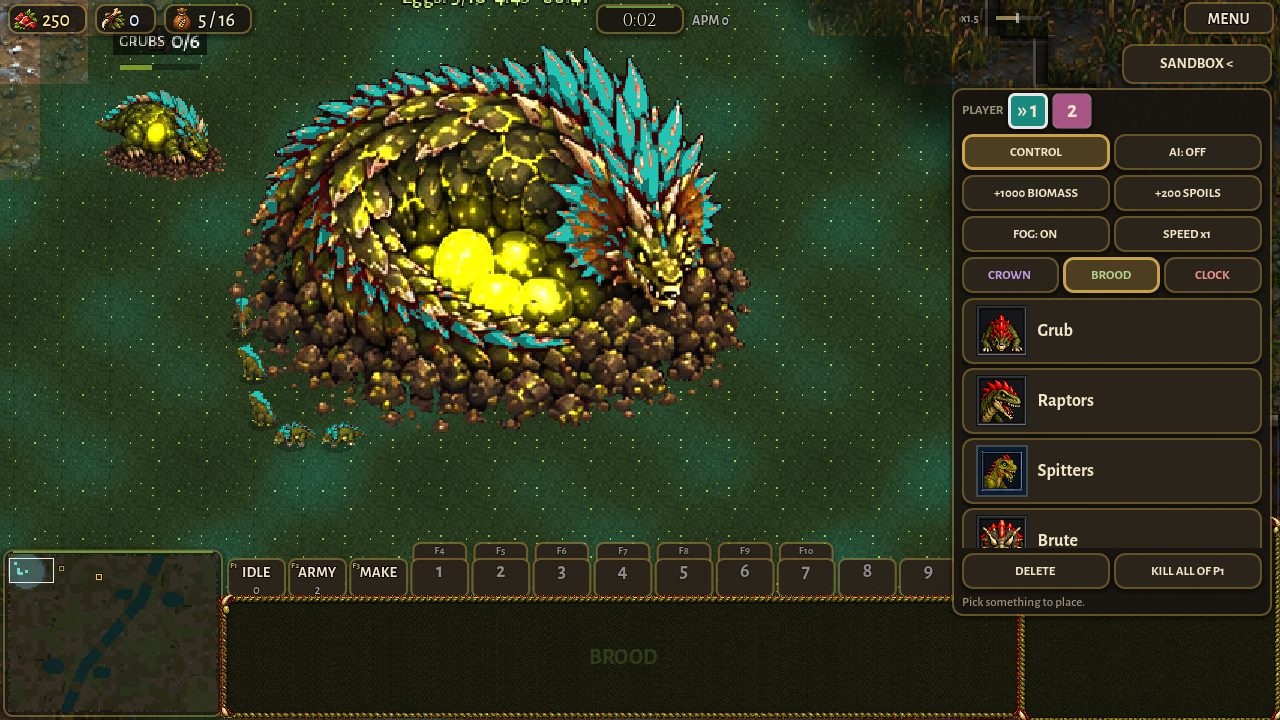 250
0
5/16
0:02
APM 0
x1.5
MENU
GRUBS 0/6
SANDBOX <
PLAYER
»1
2
CONTROL
AI: OFF
+1000 BIOMASS
+200 SPOILS
FOG: ON
SPEED x1
CROWN
BROOD
CLOCK
Grub
Raptors
Spitters
Brute
DELETE
KILL ALL OF P1
Pick something to place.
F4
F5
F6
F7
F8
F9
F10
F1
IDLE
0
F2
ARMY
2
F3
MAKE
1
2
3
4
5
6
7
8
9
BROOD